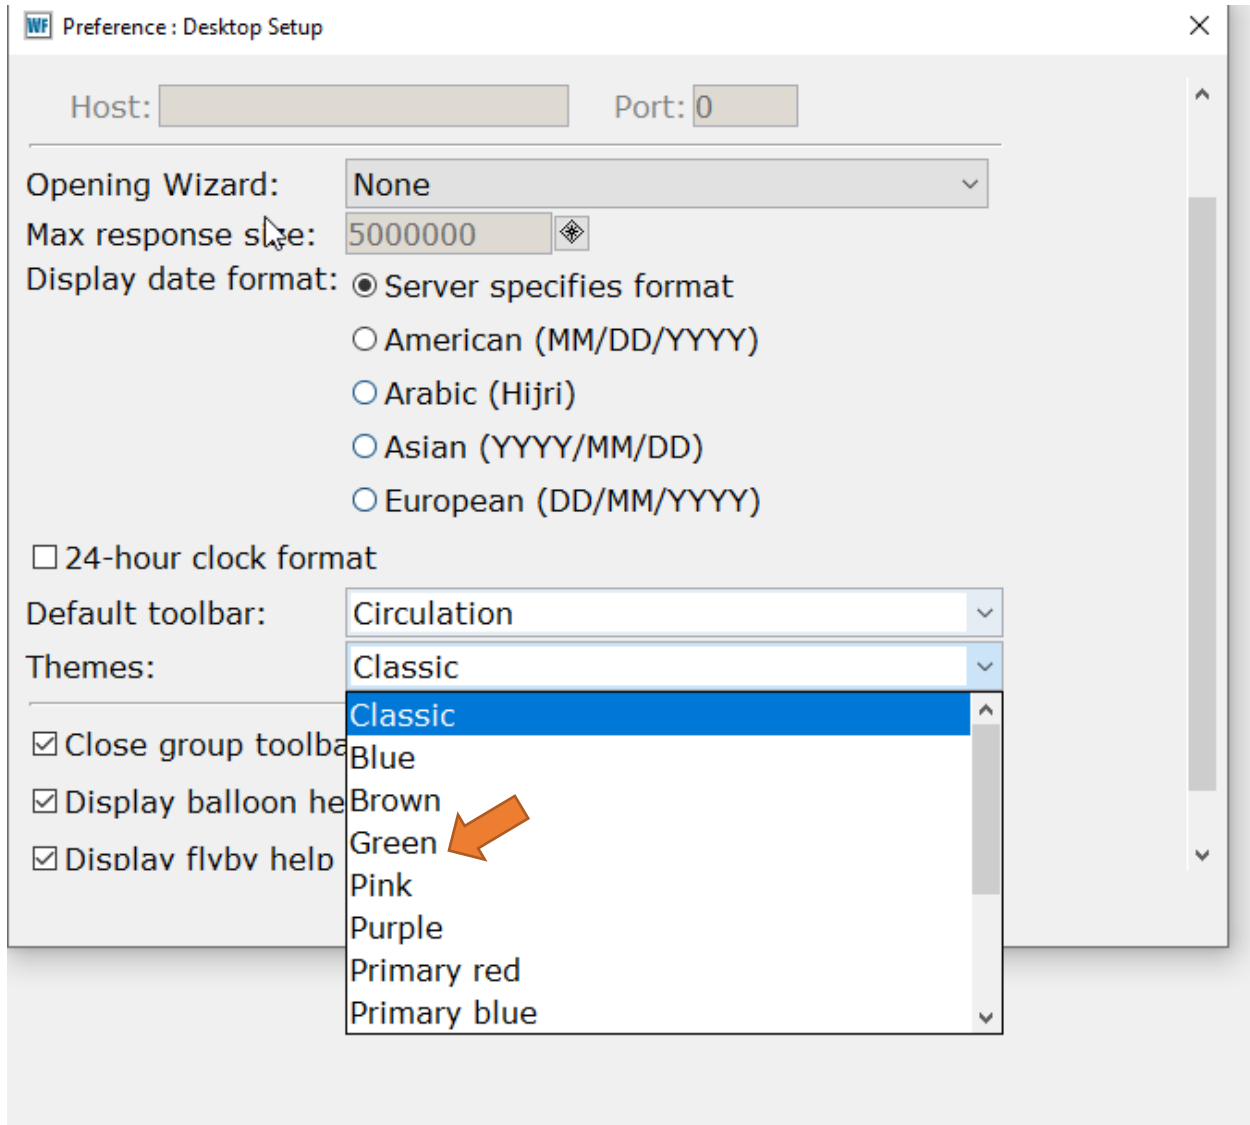 WF Preference : Desktop Setup
Host: Port: 0
Opening Wizard: None
Max response size: 5000000
Display date format: Server specifies format
American (MM/DD/YYYY)
Arabic (Hijri)
Asian (YYYY/MM/DD)
European (DD/MM/YYYY)
24-hour clock format
Default toolbar: Circulation
Themes: Classic
Classic
Close group toolba
Blue
Display balloon he
Brown
Green
Display flyby help
Pink
Purple
Primary red
Primary blue